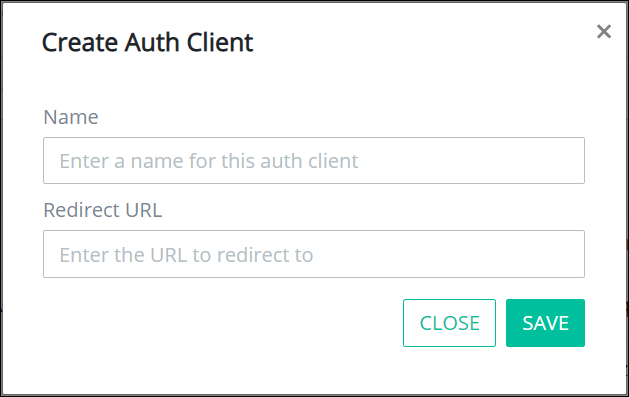 Create Auth Client
×
Name
Enter a name for this auth client
Redirect URL
Enter the URL to redirect to
CLOSE SAVE